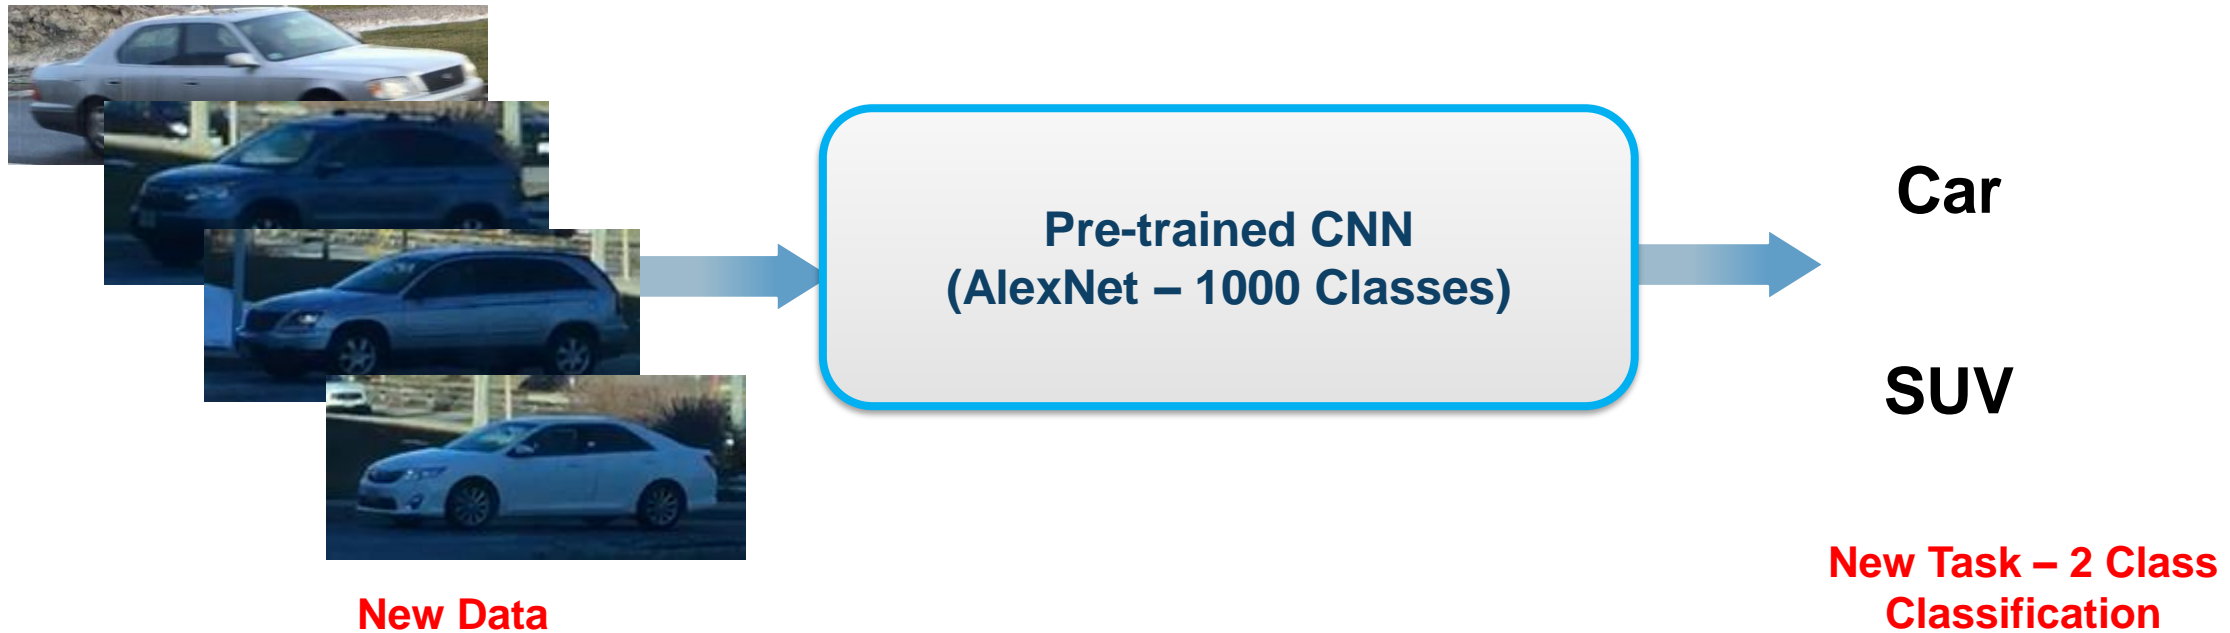 Pre-trained CNN
(AlexNet – 1000 Classes)
Car
SUV
New Data
New Task – 2 Class
Classification